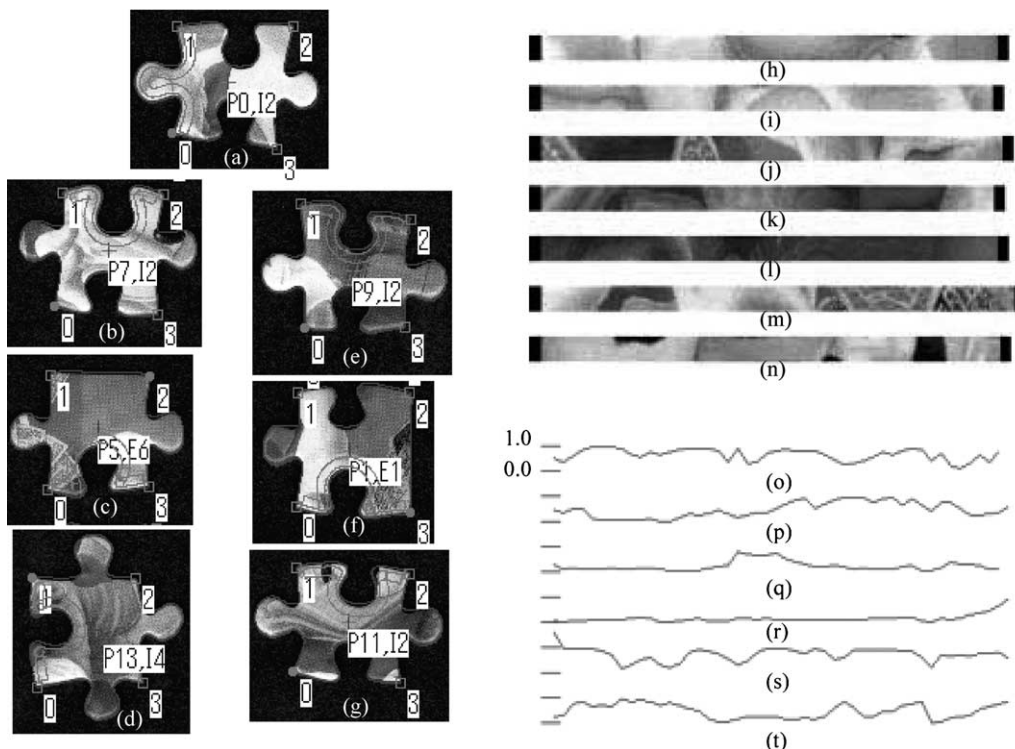 1 2
P0,I2
0 (a) 3
1 2
P7,I2
0 (b) 3
1 2
P9,I2
0 (e) 3
1 2
P5,E6
0 (c) 3
1 2
P1,E1
0 (f) 3
1 2
P13,I4
0 (d) 3
1 2
P11,I2
0 (g) 3
(h)
(i)
(j)
(k)
(l)
(m)
(n)
1.0
0.0
(o)
(p)
(q)
(r)
(s)
(t)